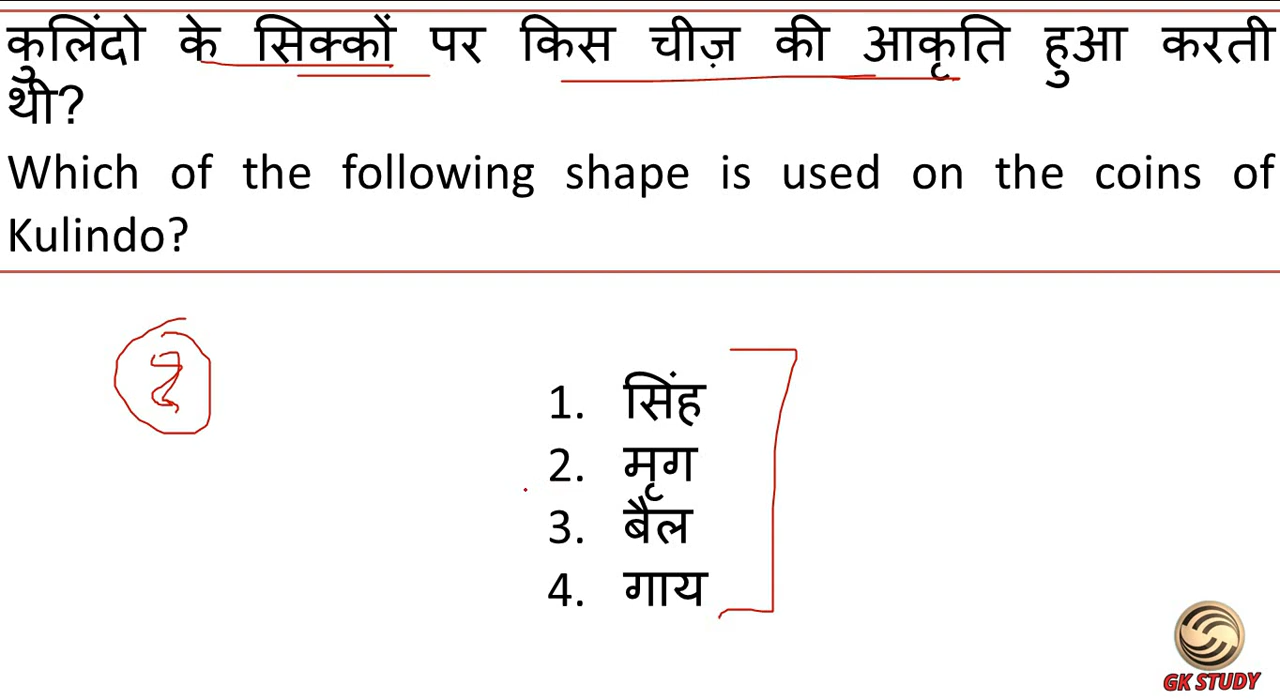 कुलिंदो के सिक्कों पर किस चीज़ की आकृति हुआ करती
थी?
Which of the following shape is used on the coins of
Kulindo?
1. सिंह
2. मृग
3. बैल
4. गाय
GK STUDY